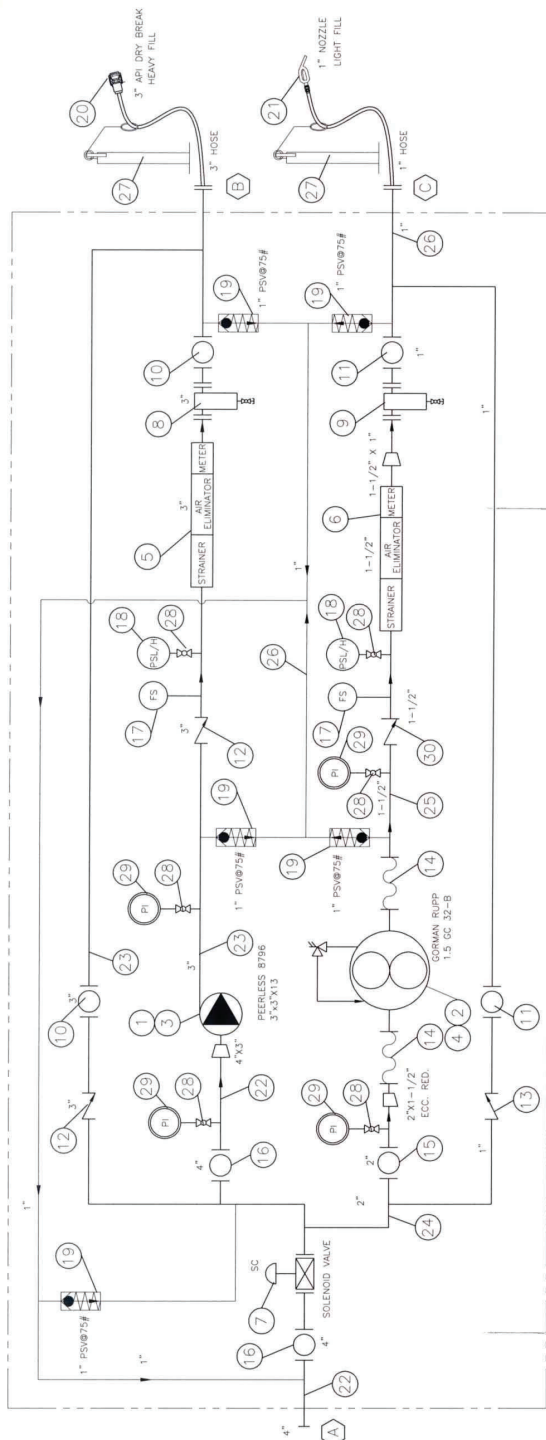 3" API DRY BREAK
HEAVY FILL
20
27
3" HOSE
B
1" NOZZLE
LIGHT FILL
21
27
1" HOSE
C
1"
26
19
1" PSV@75#
19
1" PSV@75#
10
8
3"
11
1"
9
1-1/2" X 1"
STRAINER
AIR
ELIMINATOR
METER
3"
5
STRAINER
AIR
ELIMINATOR
METER
1-1/2"
6
1"
1"
26
PSL/H
18
28
FS
17
3"
12
PSL/H
18
28
FS
17
1-1/2"
30
PI
29
28
1-1/2"
25
19
1" PSV@75#
19
1" PSV@75#
14
PI
29
28
3"
23
PEERLESS 8796
3"x3"X13
1
3
4"X3"
GORMAN RUPP
1.5 GC 32-B
2
4
14
2"X1-1/2"
ECC. RED.
23
3"
10
3"
12
PI
29
28
22
4"
16
PI
29
28
2"
15
2"
24
11
1"
13
1"
19
1" PSV@75#
SC
7
SOLENOID VALVE
4"
16
22
1"
4"
A